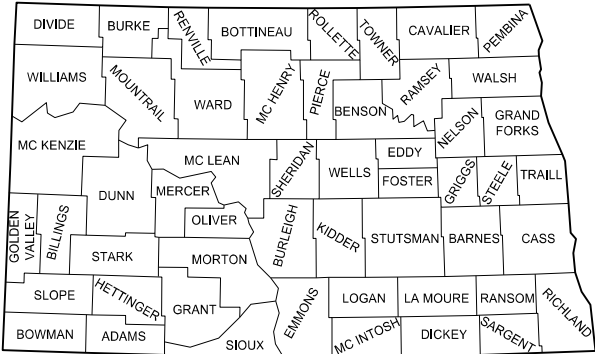 DIVIDE
BURKE
RENVILLE
BOTTINEAU
ROLLETTE
TOWNER
CAVALIER
PEMBINA
WILLIAMS
MOUNTRAIL
WARD
MC HENRY
PIERCE
BENSON
RAMSEY
WALSH
NELSON
GRAND
FORKS
MC KENZIE
MC LEAN
SHERIDAN
WELLS
EDDY
FOSTER
GRIGGS
STEELE
TRAILL
DUNN
MERCER
OLIVER
GOLDEN
VALLEY
BILLINGS
STARK
MORTON
BURLEIGH
KIDDER
STUTSMAN
BARNES
CASS
SLOPE
HETTINGER
GRANT
EMMONS
LOGAN
LA MOURE
RANSOM
RICHLAND
BOWMAN
ADAMS
SIOUX
MC INTOSH
DICKEY
SARGENT